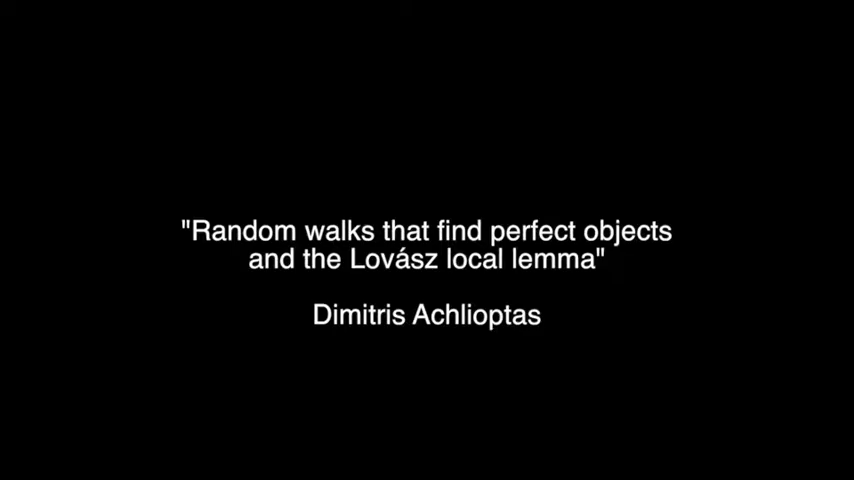 "Random walks that find perfect objects
and the Lovász local lemma"
Dimitris Achlioptas